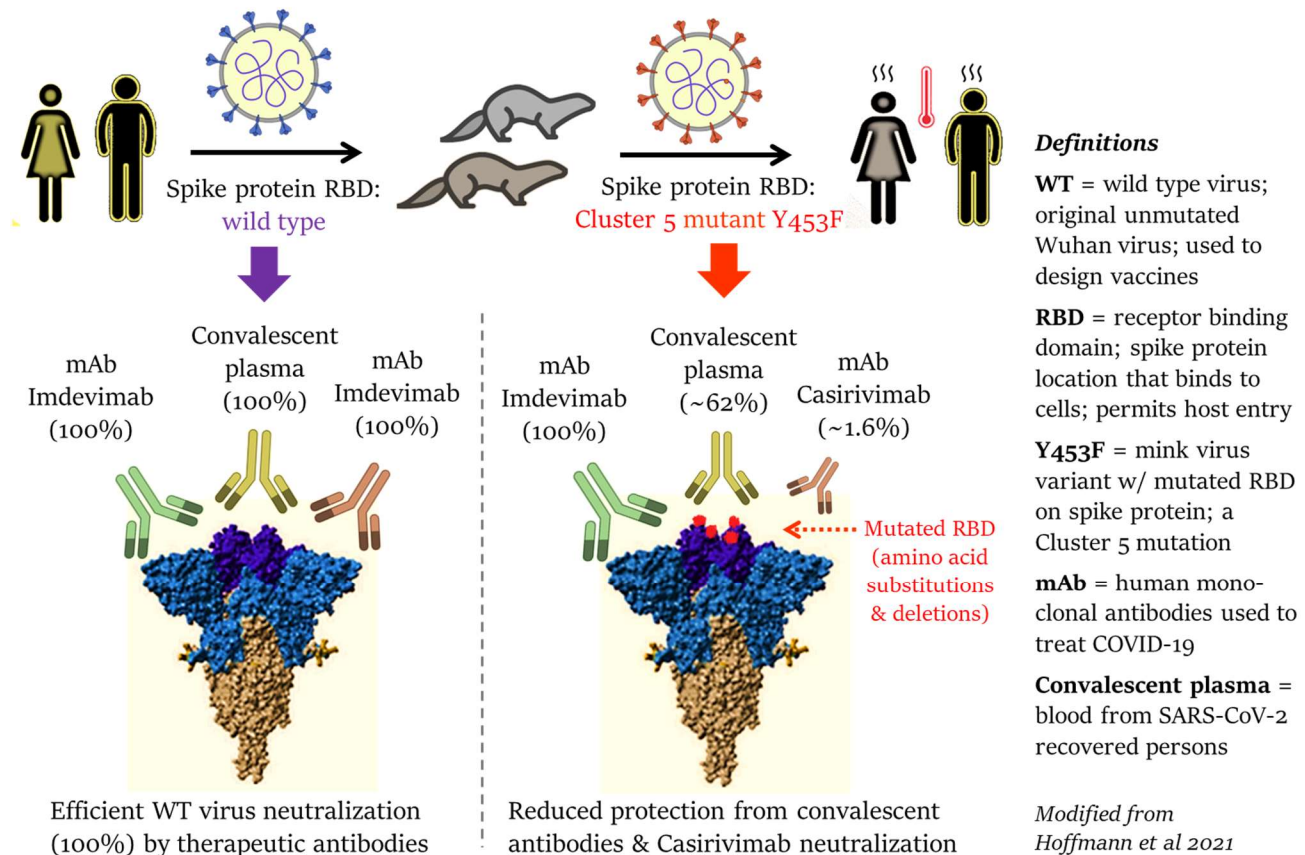 Spike protein RBD:
wild type
Spike protein RBD:
Cluster 5 mutant Y453F
mAb
Imdevimab
(100%)
Convalescent
plasma
(100%)
mAb
Imdevimab
(100%)
Efficient WT virus neutralization
(100%) by therapeutic antibodies
mAb
Imdevimab
(100%)
Convalescent
plasma
(~62%)
mAb
Casirivimab
(~1.6%)
Mutated RBD
(amino acid
substitutions
& deletions)
Reduced protection from convalescent
antibodies & Casirivimab neutralization
Definitions
WT = wild type virus;
original unmutated
Wuhan virus; used to
design vaccines
RBD = receptor binding
domain; spike protein
location that binds to
cells; permits host entry
Y453F = mink virus
variant w/ mutated RBD
on spike protein; a
Cluster 5 mutation
mAb = human mono-
clonal antibodies used to
treat COVID-19
Convalescent plasma =
blood from SARS-CoV-2
recovered persons
Modified from
Hoffmann et al 2021